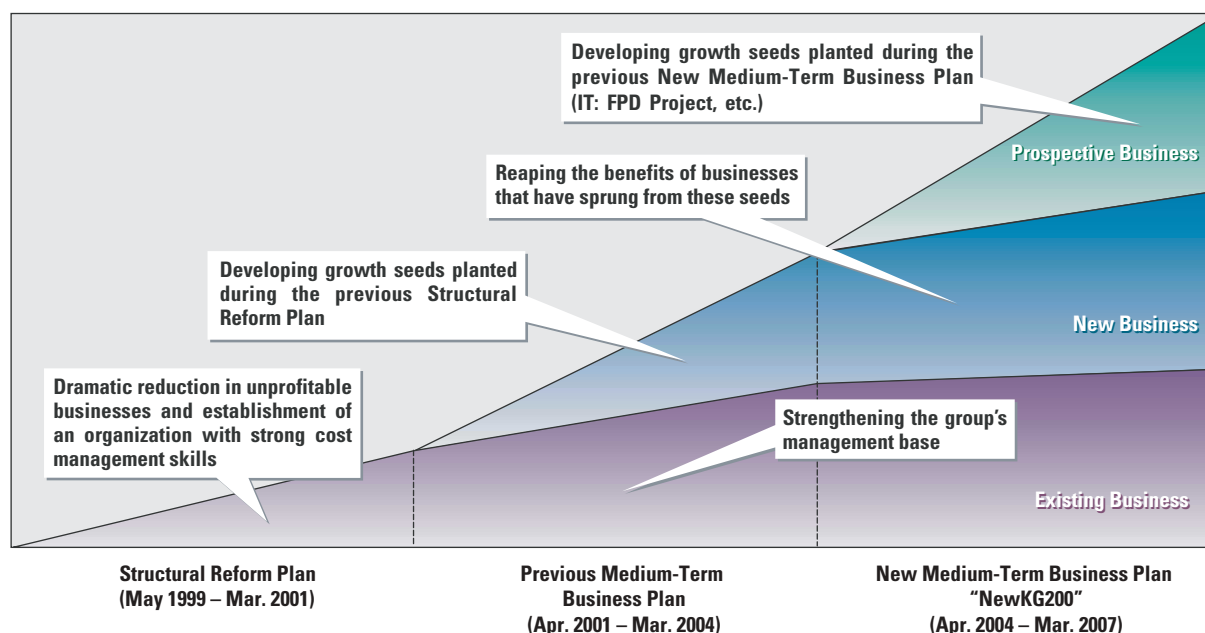 Developing growth seeds planted during the
previous New Medium-Term Business Plan
(IT: FPD Project, etc.)
Prospective Business
Reaping the benefits of businesses
that have sprung from these seeds
Developing growth seeds planted
during the previous Structural
Reform Plan
New Business
Dramatic reduction in unprofitable
businesses and establishment of
an organization with strong cost
management skills
Strengthening the group's
management base
Existing Business
Structural Reform Plan
(May 1999 – Mar. 2001)
Previous Medium-Term
Business Plan
(Apr. 2001 – Mar. 2004)
New Medium-Term Business Plan
“NewKG200”
(Apr. 2004 – Mar. 2007)